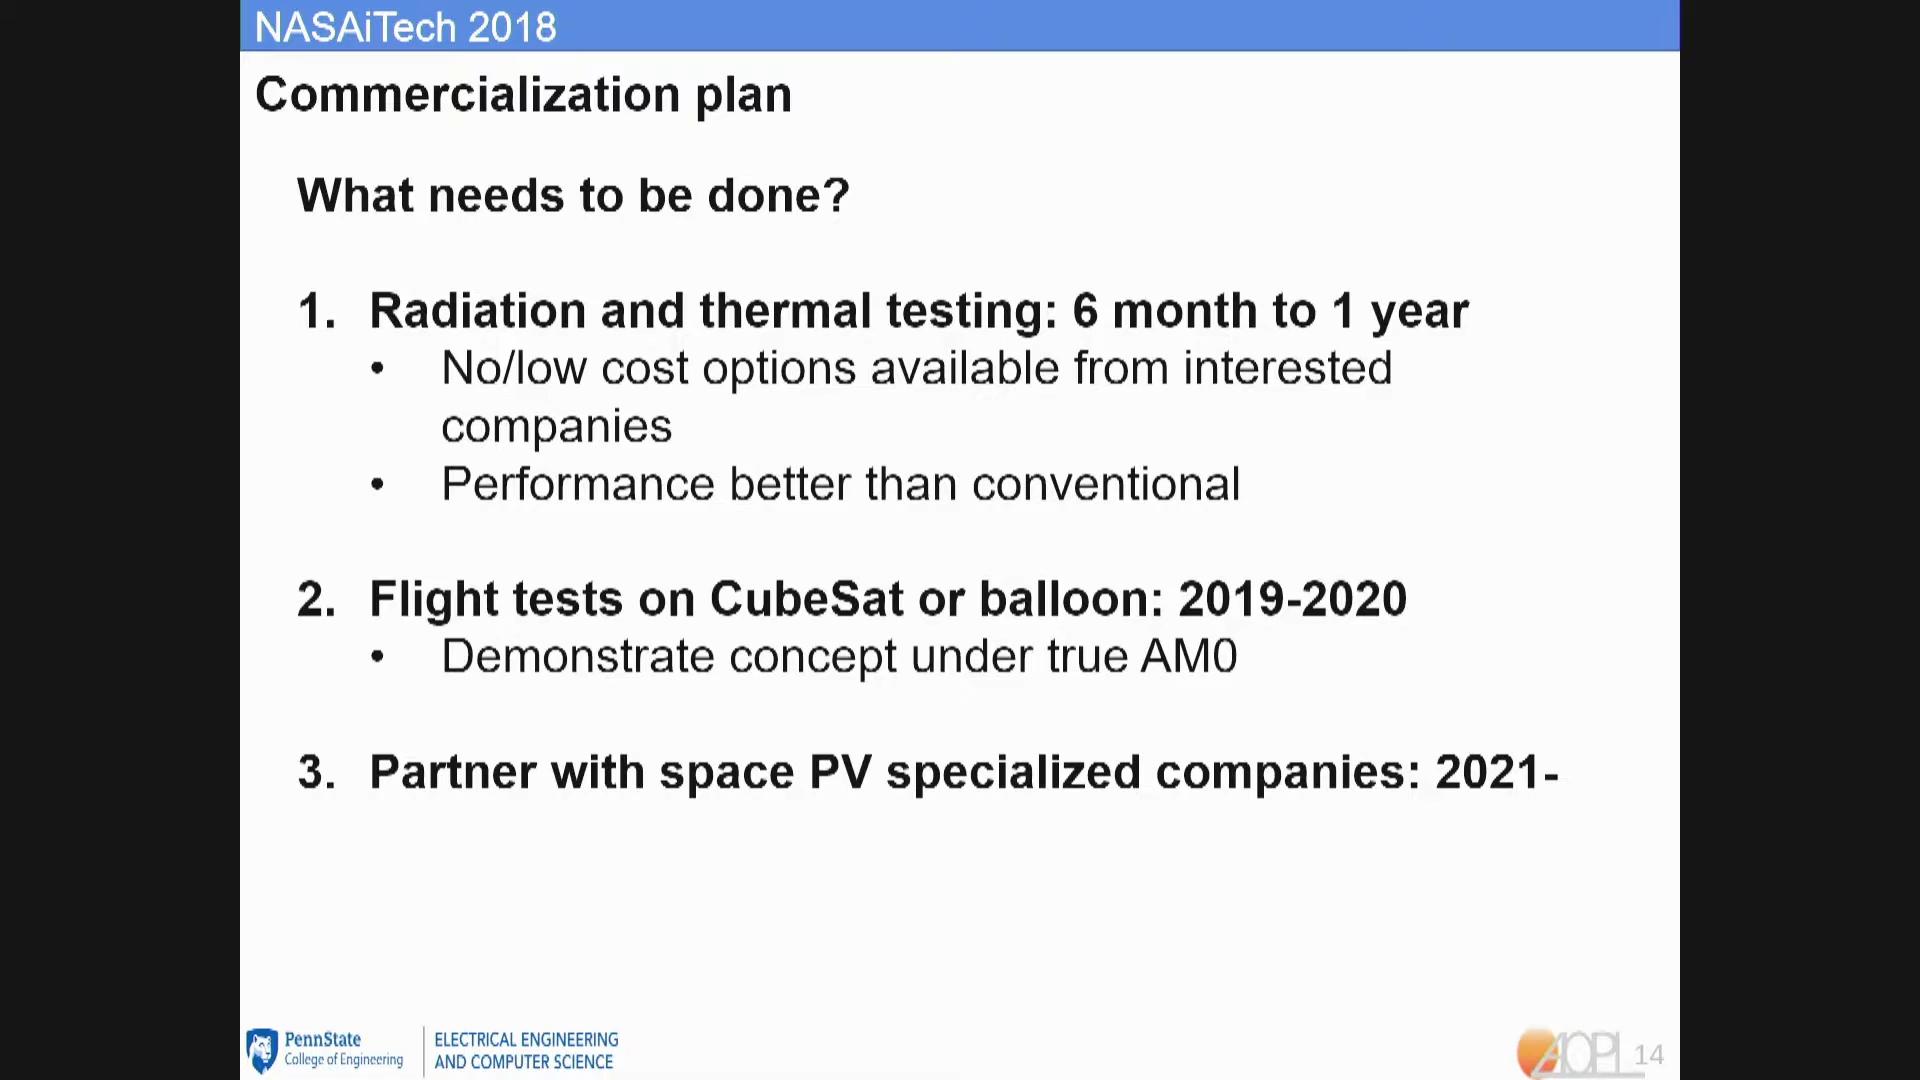 NASAiTech 2018
Commercialization plan
What needs to be done?
1. Radiation and thermal testing: 6 month to 1 year
• No/low cost options available from interested
companies
• Performance better than conventional
2. Flight tests on CubeSat or balloon: 2019-2020
• Demonstrate concept under true AM0
3. Partner with space PV specialized companies: 2021-
PennState
College of Engineering
ELECTRICAL ENGINEERING
AND COMPUTER SCIENCE
AOPL
14